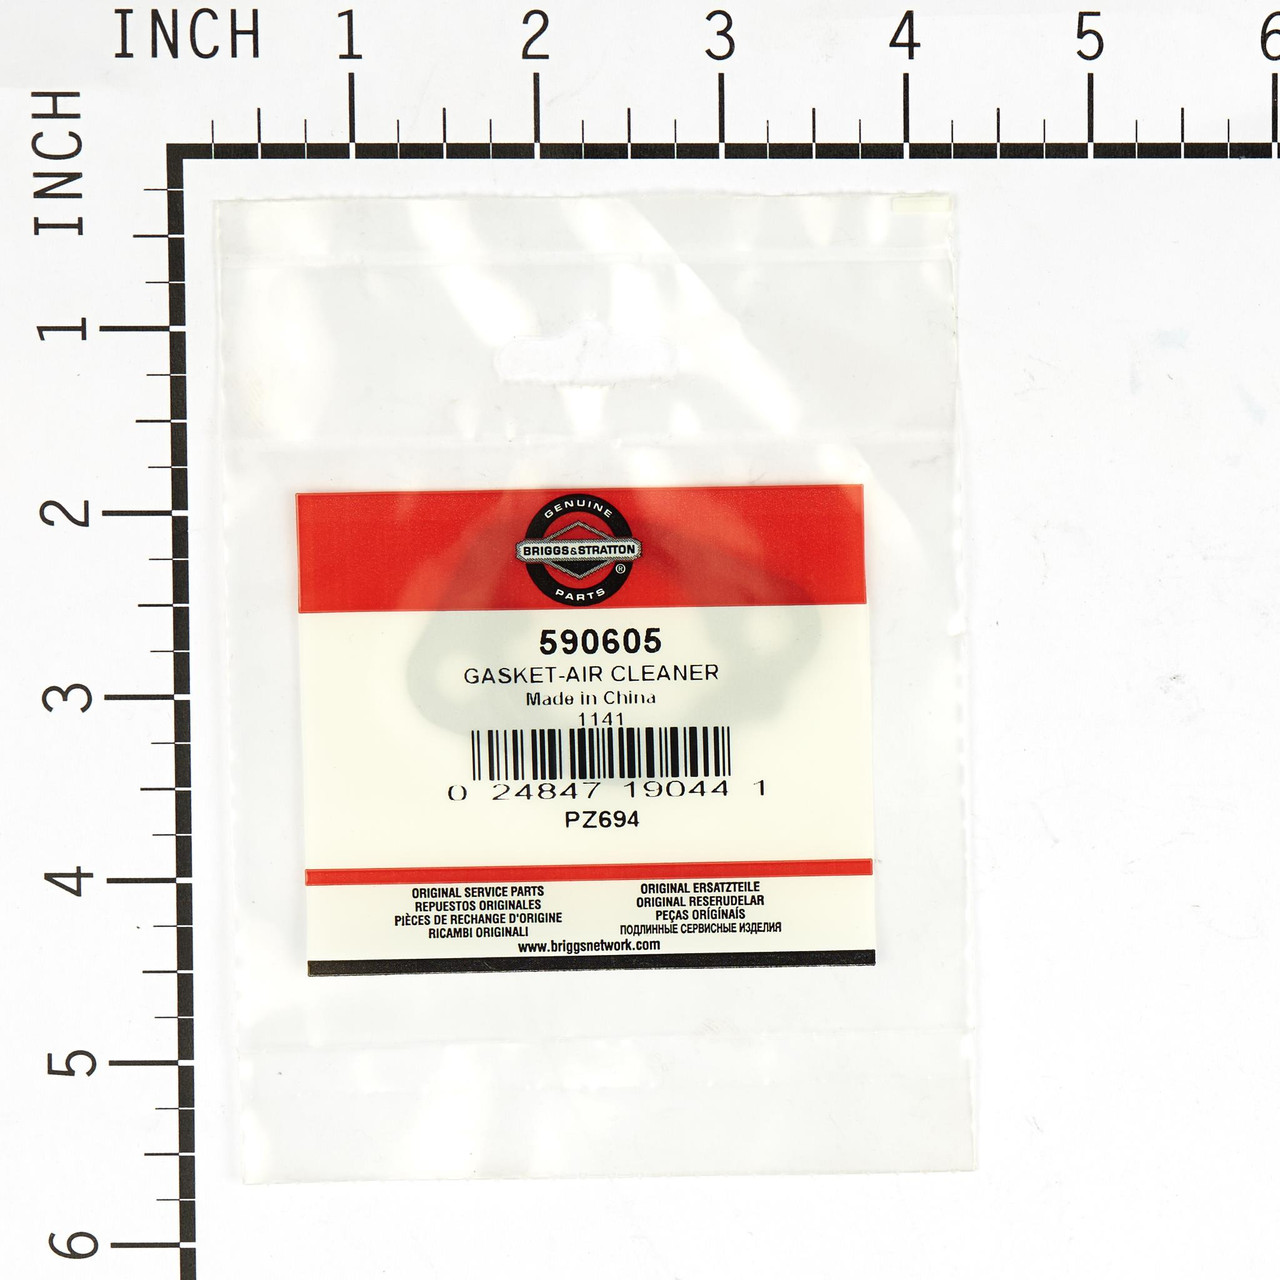 INCH 1 2 3 4 5 6
INCH
1
2
3
4
5
6
GENUINE
BRIGGS&STRATTON
®
PARTS
590605
GASKET-AIR CLEANER
Made in China
1141
0 24847 19044 1
PZ694
ORIGINAL SERVICE PARTS
REPUESTOS ORIGINALES
PIÈCES DE RECHANGE D'ORIGINE
RICAMBI ORIGINALI
ORIGINAL ERSATZTEILE
ORIGINAL RESERUDELAR
PEÇAS ORÍGÍNAÍS
ПОДЛИННЫЕ СЕРВИСНЫЕ ИЗДЕЛИЯ
www.briggsnetwork.com